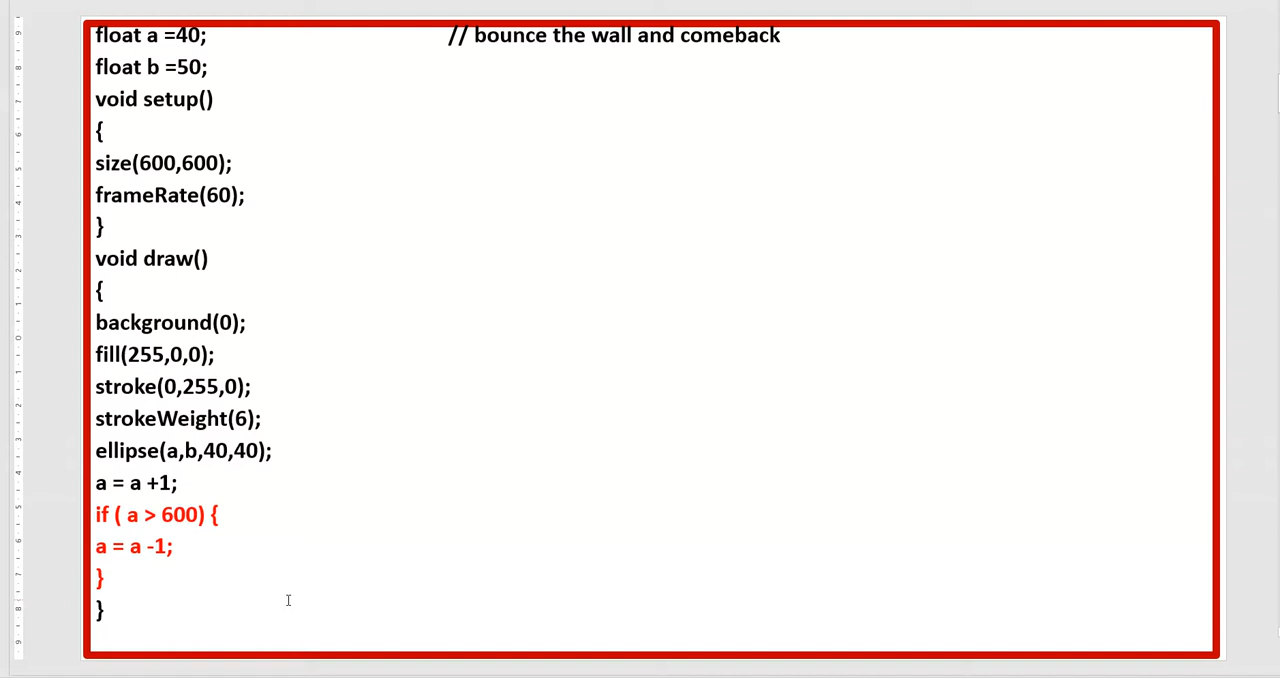 float a =40; // bounce the wall and comeback
float b =50;
void setup()
{
size(600,600);
frameRate(60);
}
void draw()
{
background(0);
fill(255,0,0);
stroke(0,255,0);
strokeWeight(6);
ellipse(a,b,40,40);
a = a +1;
if ( a > 600) {
a = a -1;
}
}